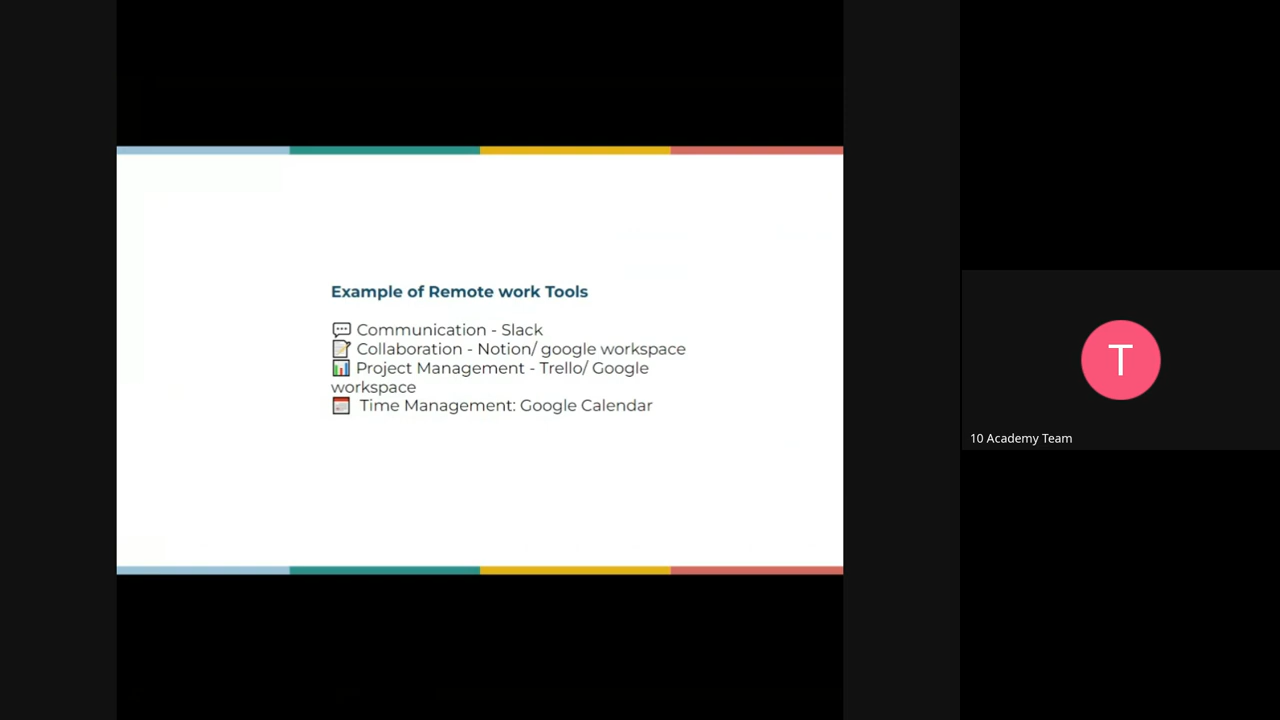 Example of Remote work Tools
💬 Communication - Slack
📝 Collaboration - Notion/ google workspace
📊 Project Management - Trello/ Google
workspace
📅 Time Management: Google Calendar
T
10 Academy Team